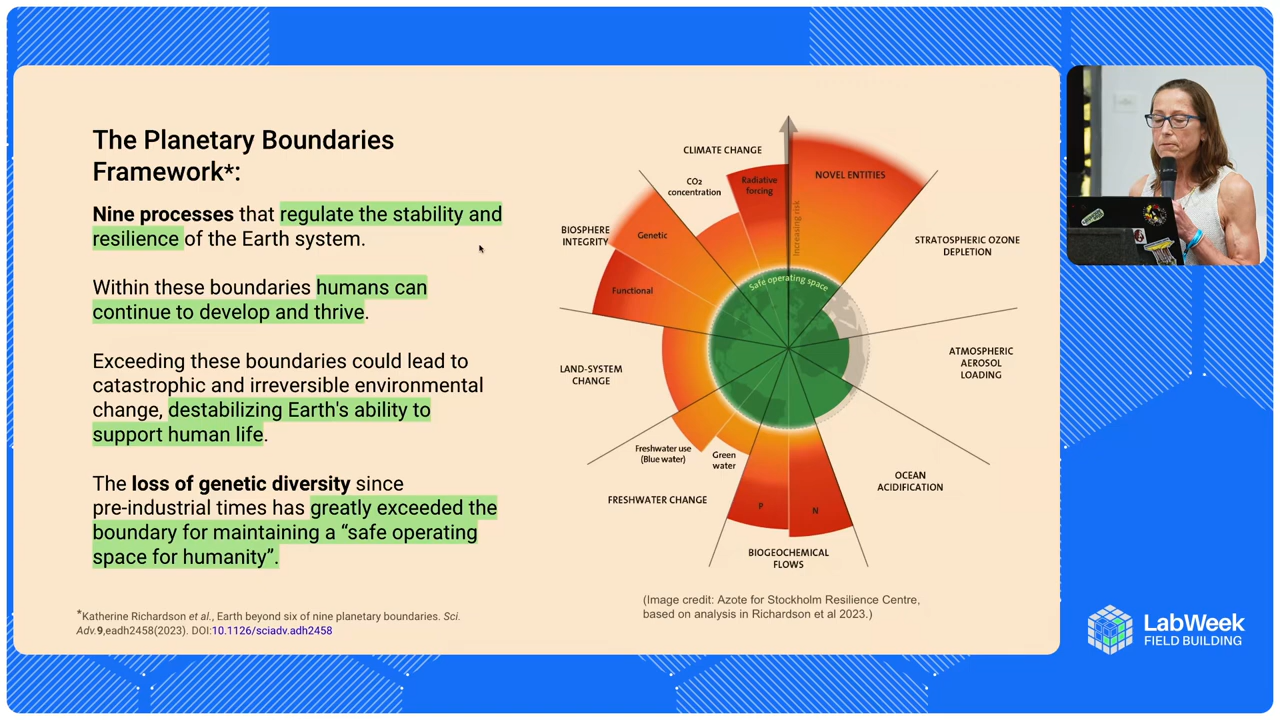 The Planetary Boundaries
Framework*:
Nine processes that regulate the stability and
resilience of the Earth system.
Within these boundaries humans can
continue to develop and thrive.
Exceeding these boundaries could lead to
catastrophic and irreversible environmental
change, destabilizing Earth's ability to
support human life.
The loss of genetic diversity since
pre-industrial times has greatly exceeded the
boundary for maintaining a “safe operating
space for humanity”.
*Katherine Richardson et al., Earth beyond six of nine planetary boundaries. Sci.
Adv.9,eadh2458(2023). DOI:10.1126/sciadv.adh2458
CLIMATE CHANGE
CO₂
concentration
Radiative
forcing
Increasing risk
NOVEL ENTITIES
BIOSPHERE
INTEGRITY
Genetic
Functional
STRATOSPHERIC OZONE
DEPLETION
Safe operating space
ATMOSPHERIC
AEROSOL
LOADING
LAND-SYSTEM
CHANGE
Freshwater use
(Blue water)
Green
water
FRESHWATER CHANGE
P
N
OCEAN
ACIDIFICATION
BIOGEOCHEMICAL
FLOWS
(Image credit: Azote for Stockholm Resilience Centre,
based on analysis in Richardson et al 2023.)
LabWeek
FIELD BUILDING